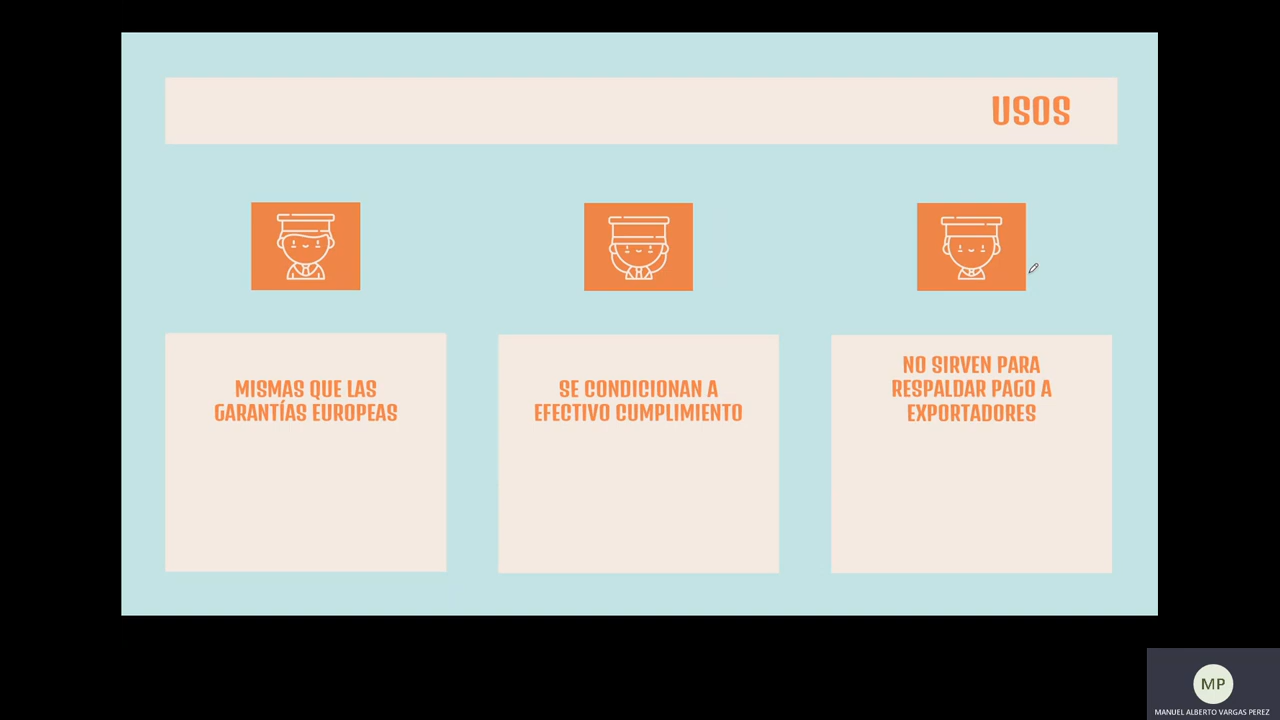 USOS
MISMAS QUE LAS
GARANTÍAS EUROPEAS
SE CONDICIONAN A
EFECTIVO CUMPLIMIENTO
NO SIRVEN PARA
RESPALDAR PAGO A
EXPORTADORES
MP
MANUEL ALBERTO VARGAS PEREZ